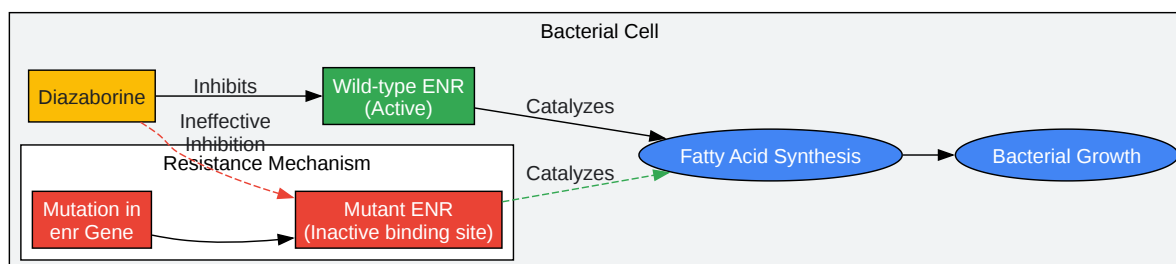 Bacterial Cell
Diazaborine
Inhibits
Wild-type ENR
(Active)
Catalyzes
Ineffective
Inhibition
Resistance Mechanism
Fatty Acid Synthesis
Bacterial Growth
Catalyzes
Mutation in
enr Gene
Mutant ENR
(Inactive binding site)